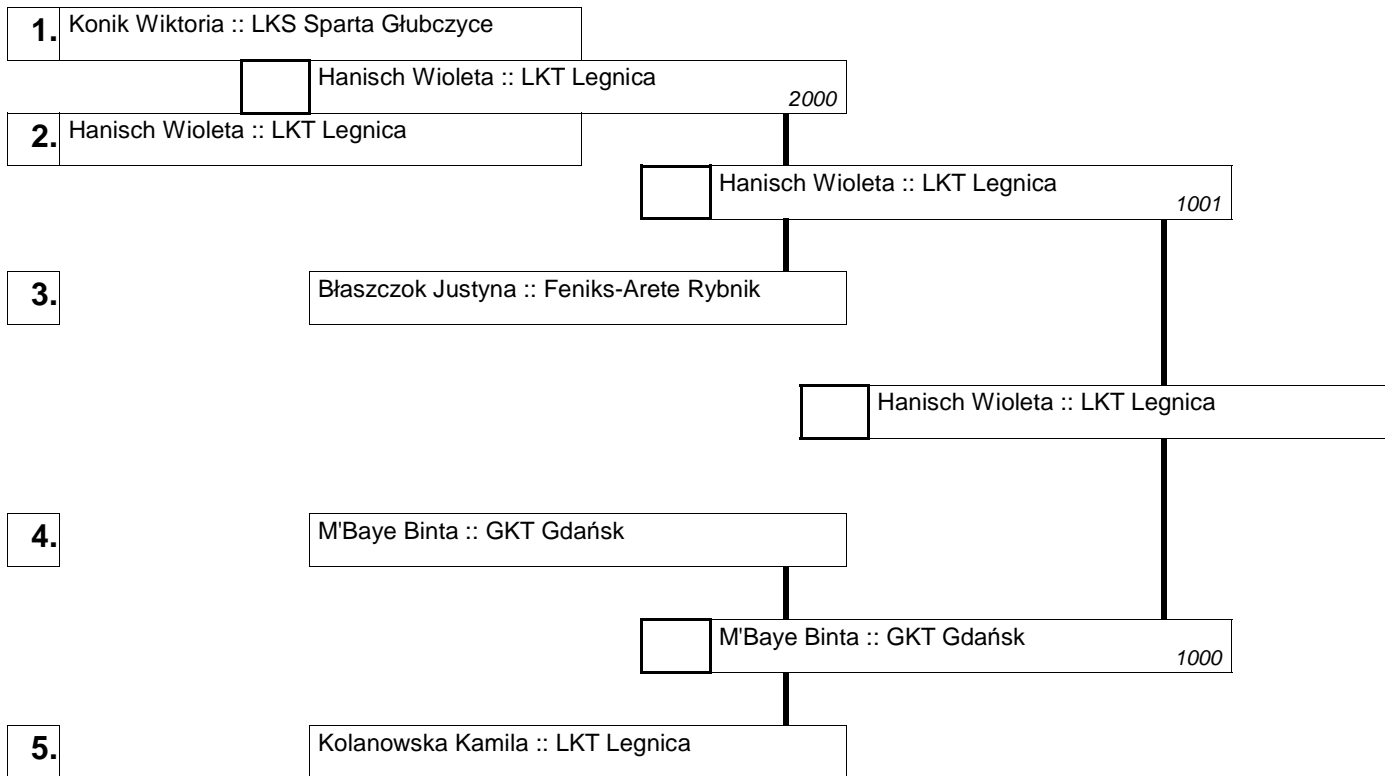 1. Konik Wiktoria :: LKS Sparta Głubczyce
Hanisch Wioleta :: LKT Legnica
2000
2. Hanisch Wioleta :: LKT Legnica
Hanisch Wioleta :: LKT Legnica
1001
3. Błaszczok Justyna :: Feniks-Arete Rybnik
Hanisch Wioleta :: LKT Legnica
4. M'Baye Binta :: GKT Gdańsk
M'Baye Binta :: GKT Gdańsk
1000
5. Kolanowska Kamila :: LKT Legnica